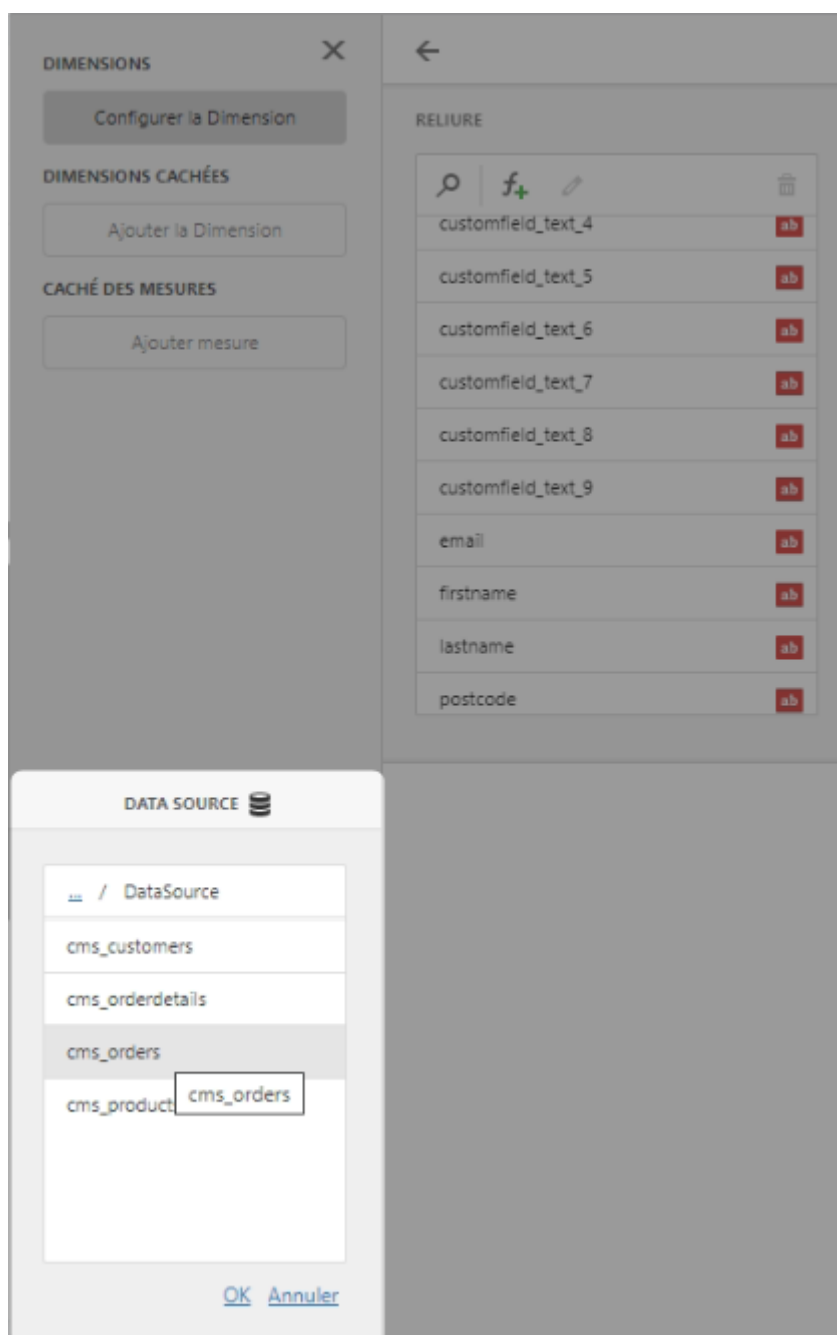 DIMENSIONS
Configurer la Dimension
DIMENSIONS CACHÉES
Ajouter la Dimension
CACHÉ DES MESURES
Ajouter mesure
RELIURE
customfield_text_4 ab
customfield_text_5 ab
customfield_text_6 ab
customfield_text_7 ab
customfield_text_8 ab
customfield_text_9 ab
email ab
firstname ab
lastname ab
postcode ab
DATA SOURCE
... / DataSource
cms_customers
cms_orderdetails
cms_orders
cms_product
cms_orders
OK Annuler